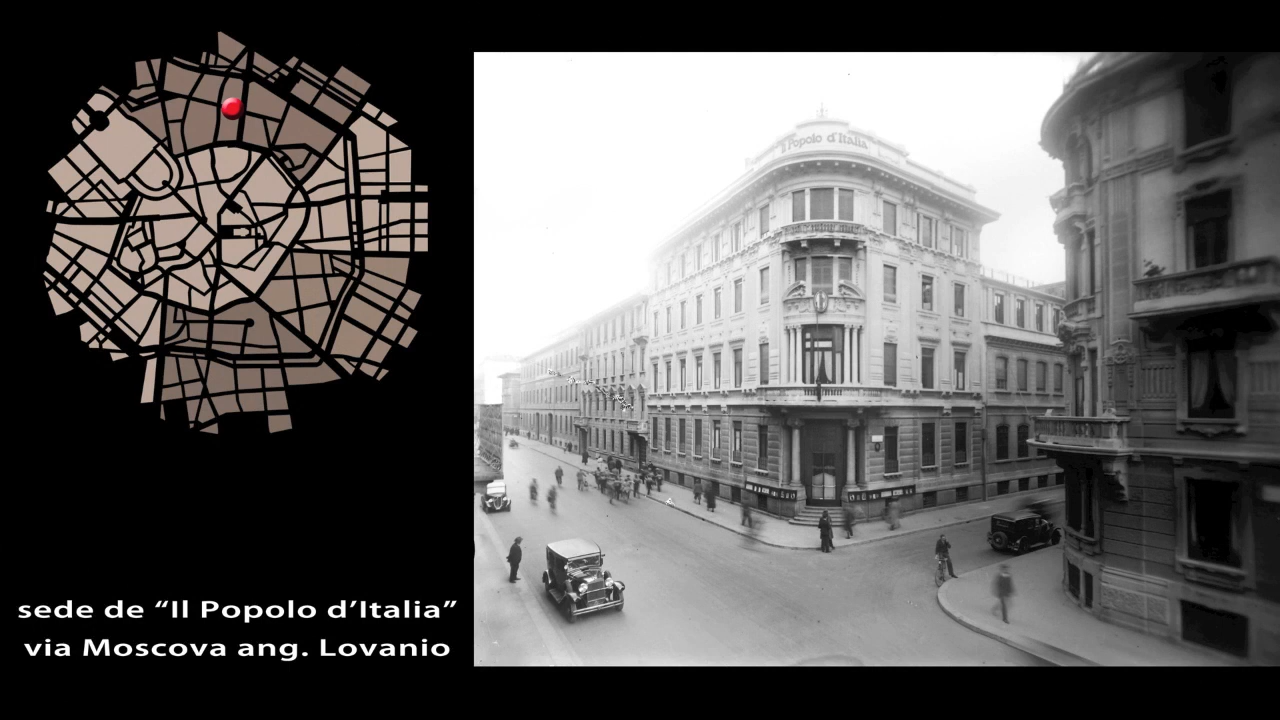 sede de “Il Popolo d’Italia”
via Moscova ang. Lovanio
Il Popolo d'Italia